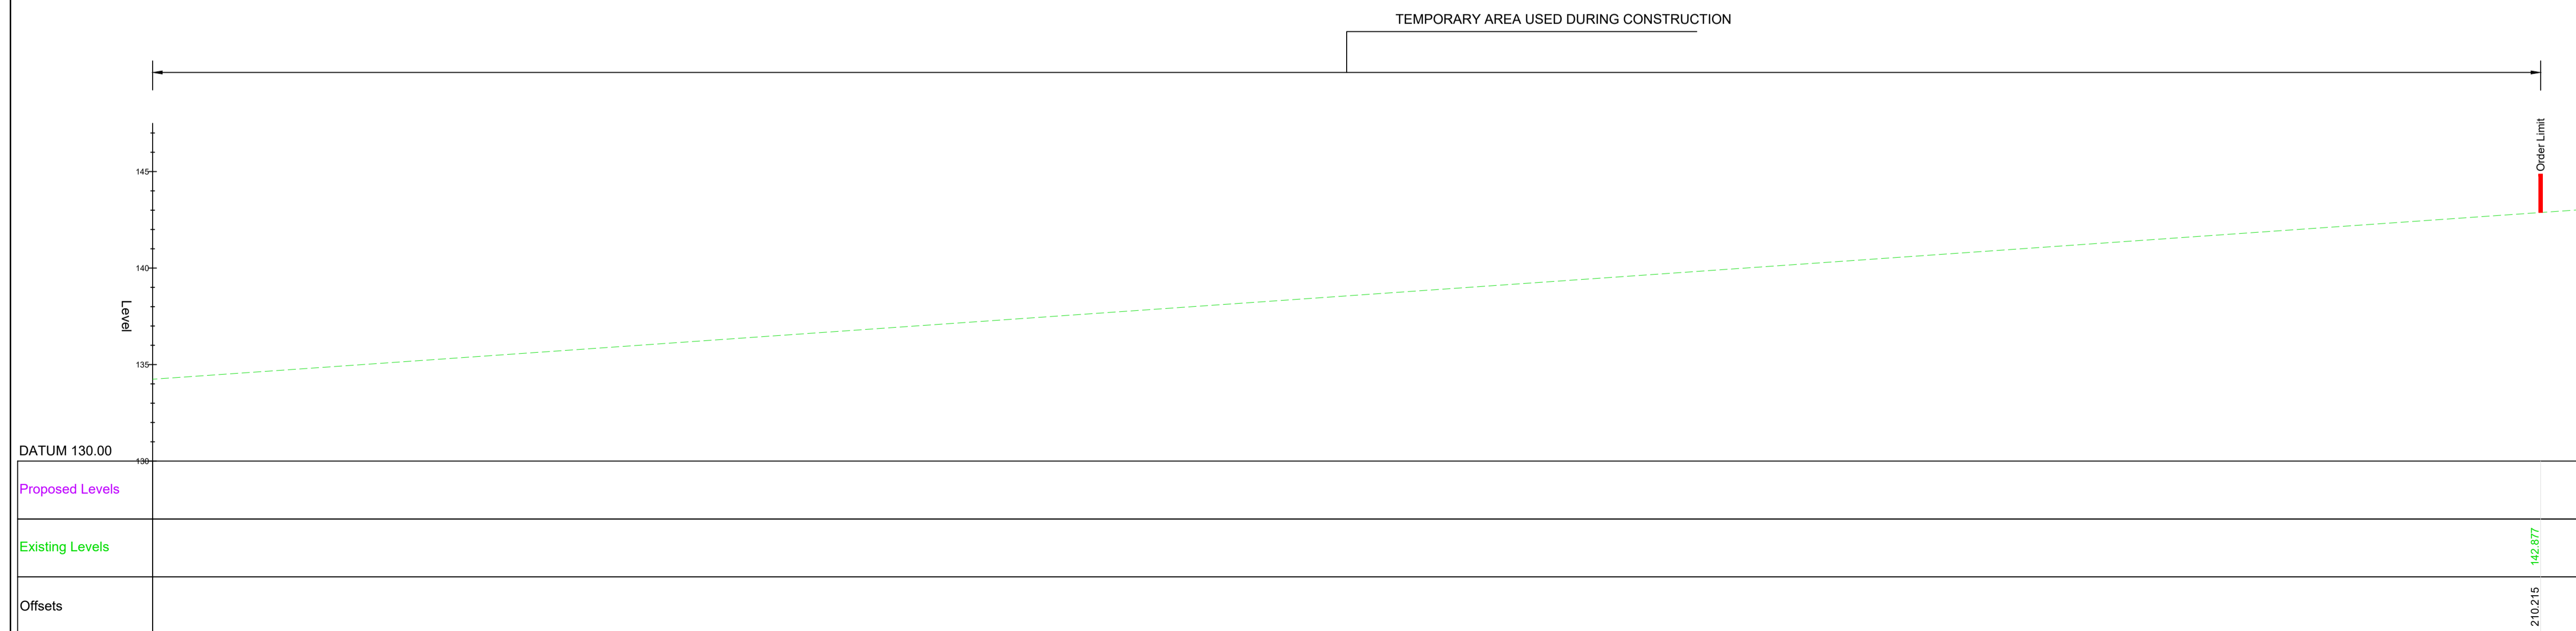 TEMPORARY AREA USED DURING CONSTRUCTION
Order Limit
145
140
Level
135
DATUM 130.00
130
Proposed Levels
Existing Levels
142.877
Offsets
210.215